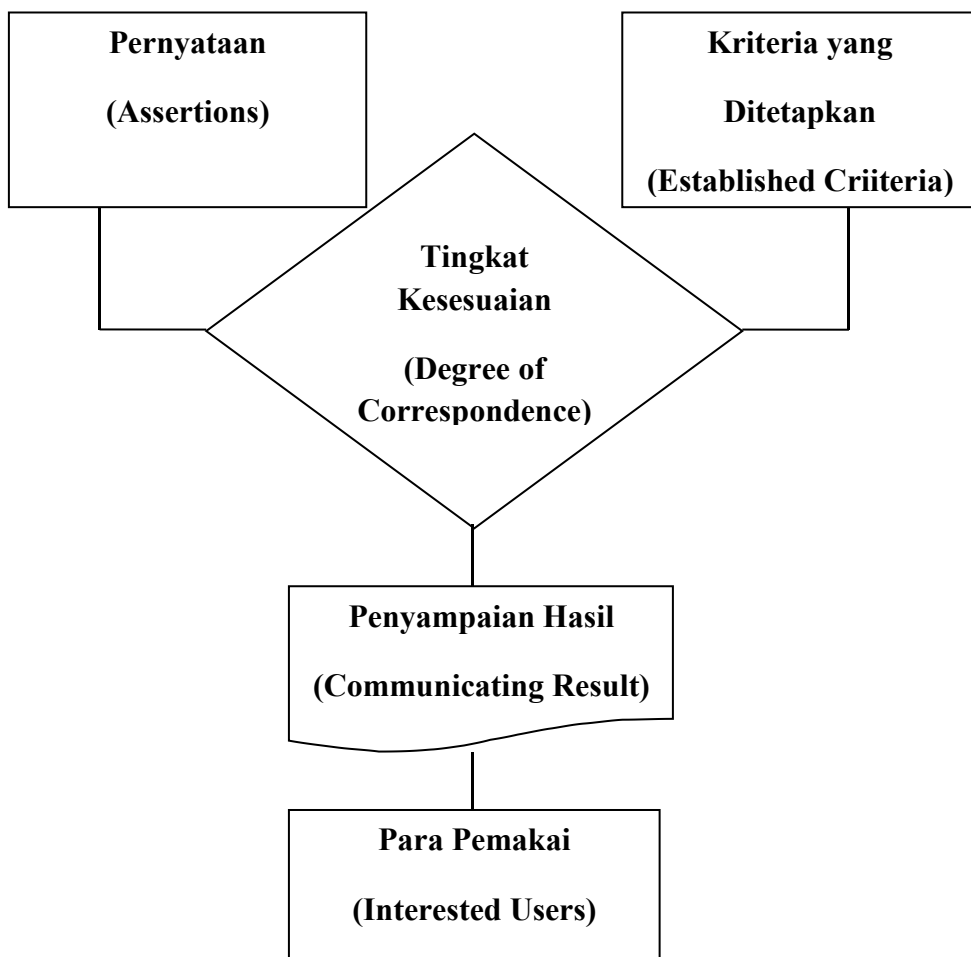 Pernyataan
(Assertions)
Kriteria yang
Ditetapkan
(Established Criiteria)
Tingkat
Kesesuaian
(Degree of
Correspondence)
Penyampaian Hasil
(Communicating Result)
Para Pemakai
(Interested Users)